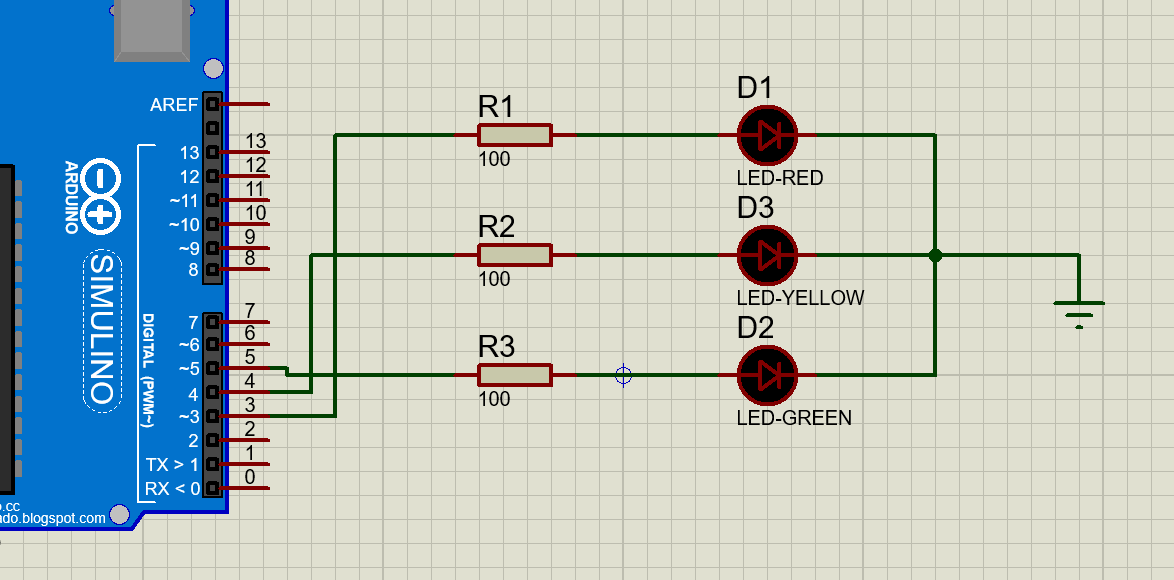 AREF
13
12
~11
~10
~9
8
7
~6
~5
4
~3
2
TX > 1
RX < 0
13
12
11
10
9
8
7
6
5
4
3
2
1
0
ARDUINO
SIMULINO
DIGITAL (PWM~)
.cc
ado.blogspot.com
R1
100
D1
LED-RED
R2
100
D3
LED-YELLOW
R3
100
D2
LED-GREEN